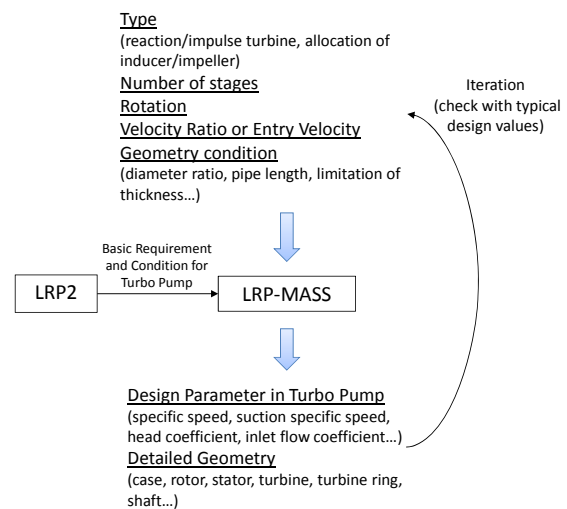 Type
(reaction/impulse turbine, allocation of
inducer/impeller)
Number of stages
Rotation
Velocity Ratio or Entry Velocity
Geometry condition
(diameter ratio, pipe length, limitation of
thickness…)
Iteration
(check with typical
design values)
Basic Requirement
and Condition for
Turbo Pump
LRP2
LRP-MASS
Design Parameter in Turbo Pump
(specific speed, suction specific speed,
head coefficient, inlet flow coefficient…)
Detailed Geometry
(case, rotor, stator, turbine, turbine ring,
shaft…)